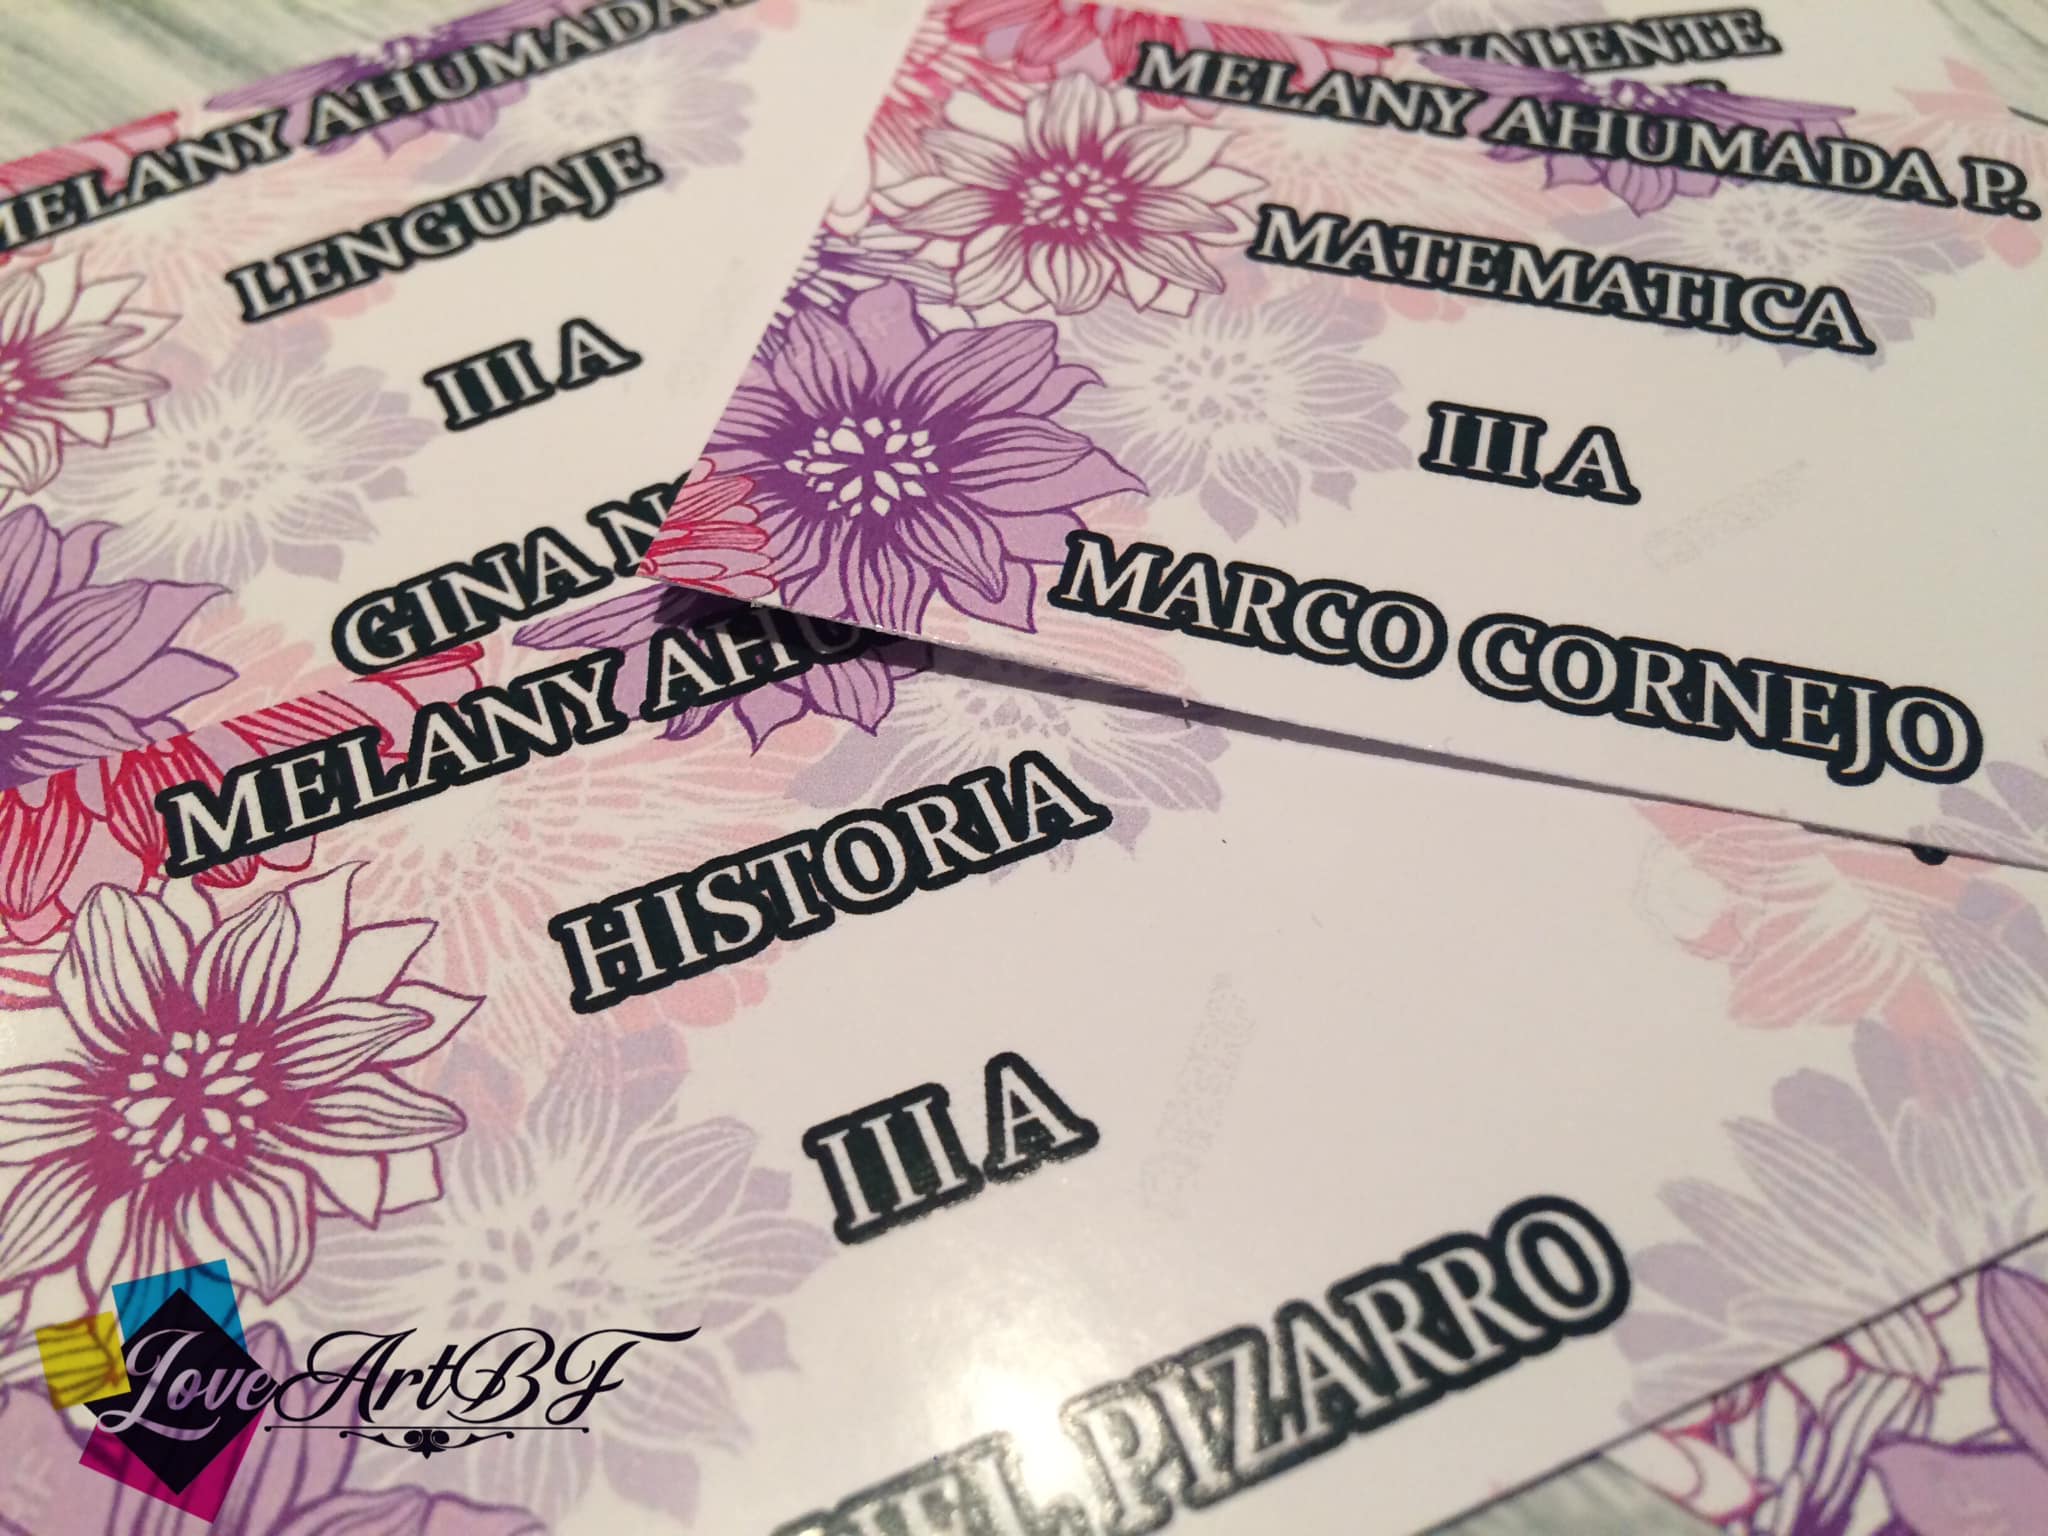 MELANY AHUMADA
LENGUAJE
III A
GINA
VALENTE
MELANY AHUMADA P.
MATEMATICA
III A
MARCO CORNEJO
MELANY
HISTORIA
III A
PIZARRO
LoveArtBF